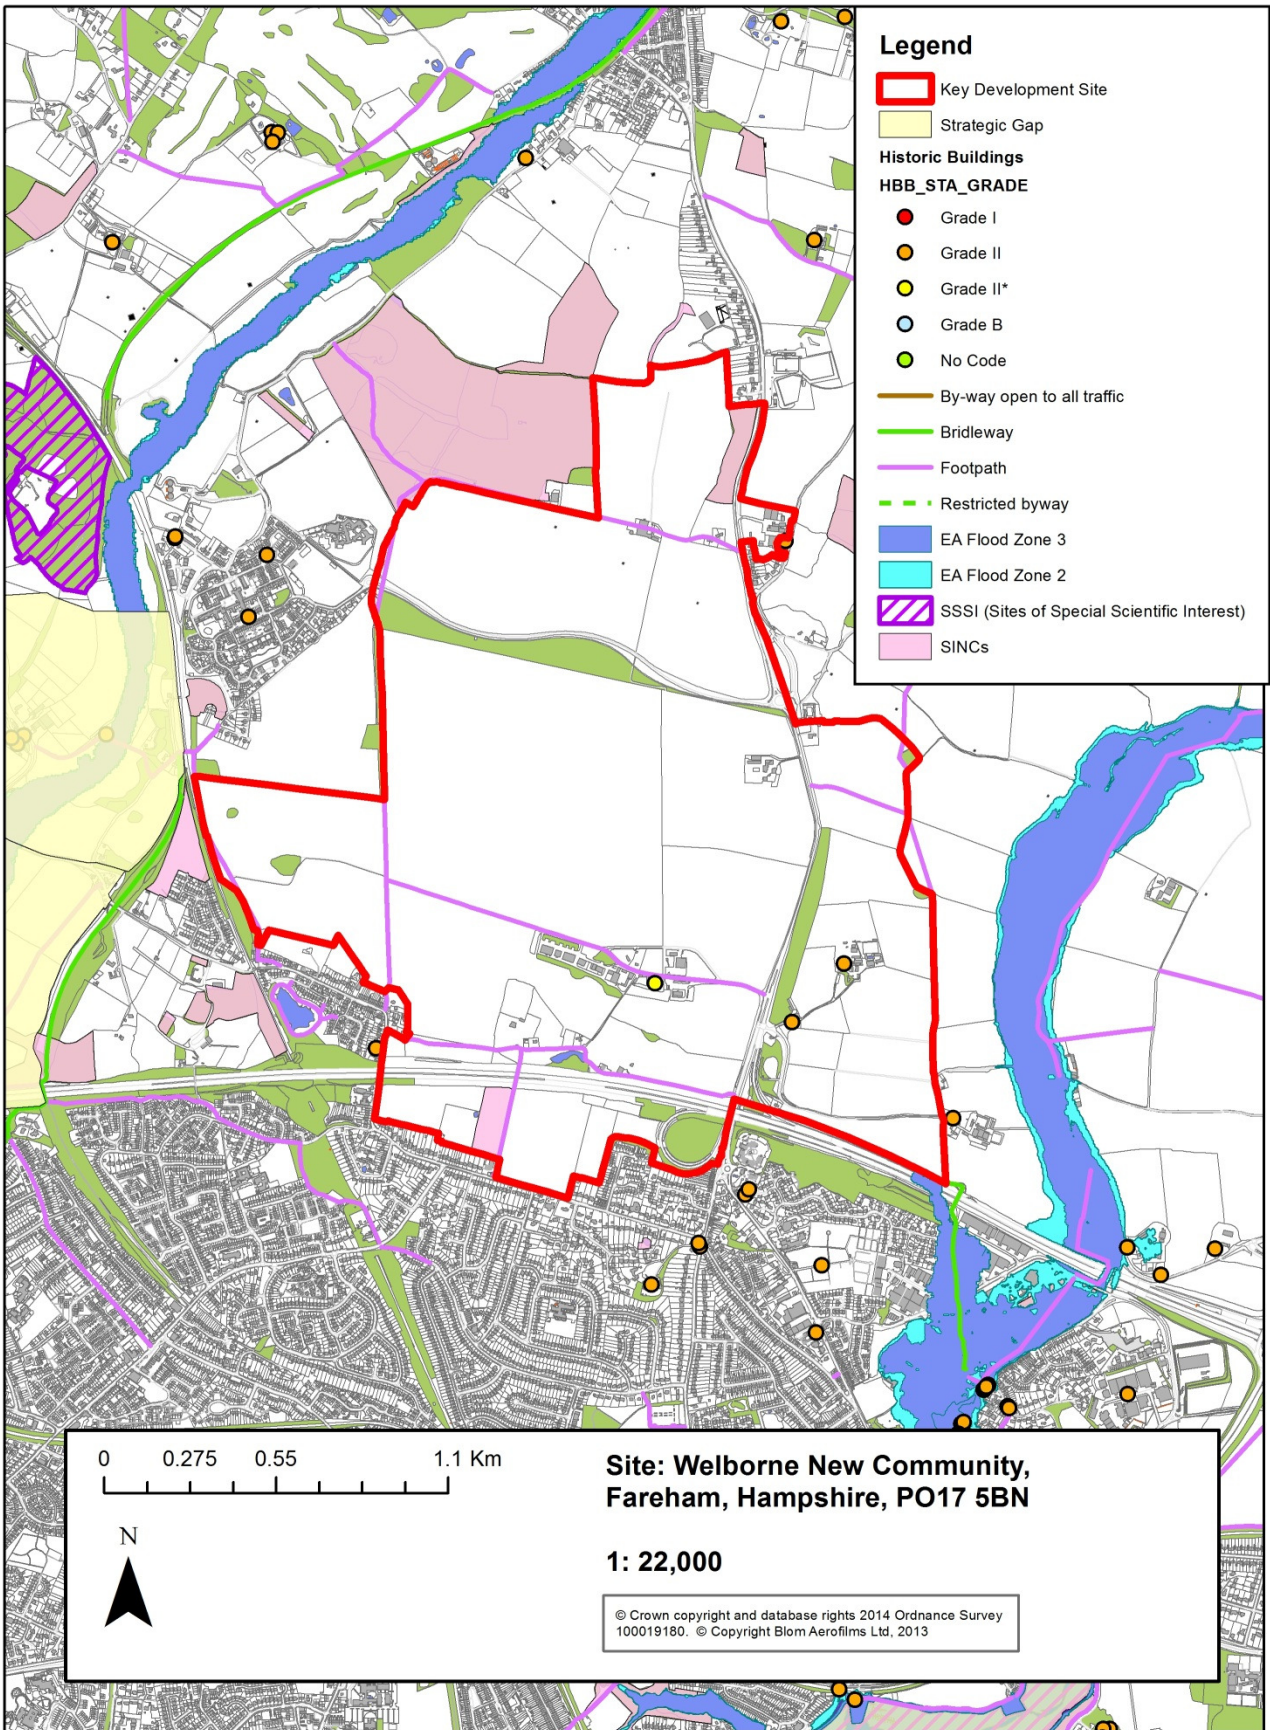 Legend
Key Development Site
Strategic Gap
Historic Buildings
HBB_STA_GRADE
Grade I
Grade II
Grade II*
Grade B
No Code
By-way open to all traffic
Bridleway
Footpath
Restricted byway
EA Flood Zone 3
EA Flood Zone 2
SSSI (Sites of Special Scientific Interest)
SINCs
0 0.275 0.55 1.1 Km
N
Site: Welborne New Community,
Fareham, Hampshire, PO17 5BN
1: 22,000
© Crown copyright and database rights 2014 Ordnance Survey
100019180. © Copyright Blom Aerofilms Ltd, 2013